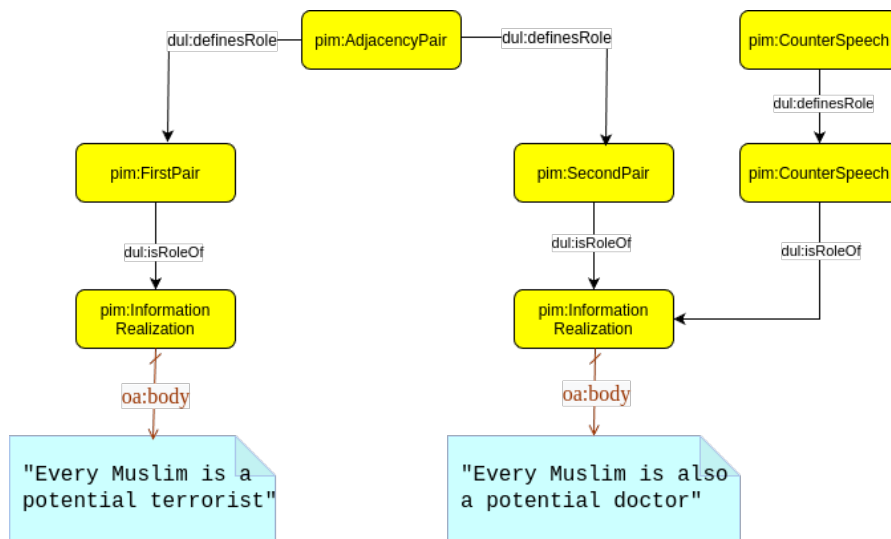 pim:AdjacencyPair
pim:CounterSpeech
dul:definesRole
dul:definesRole
dul:definesRole
pim:FirstPair
pim:SecondPair
pim:CounterSpeech
dul:isRoleOf
dul:isRoleOf
dul:isRoleOf
pim:Information
Realization
pim:Information
Realization
oa:body
oa:body
"Every Muslim is a
potential terrorist"
"Every Muslim is also
a potential doctor"